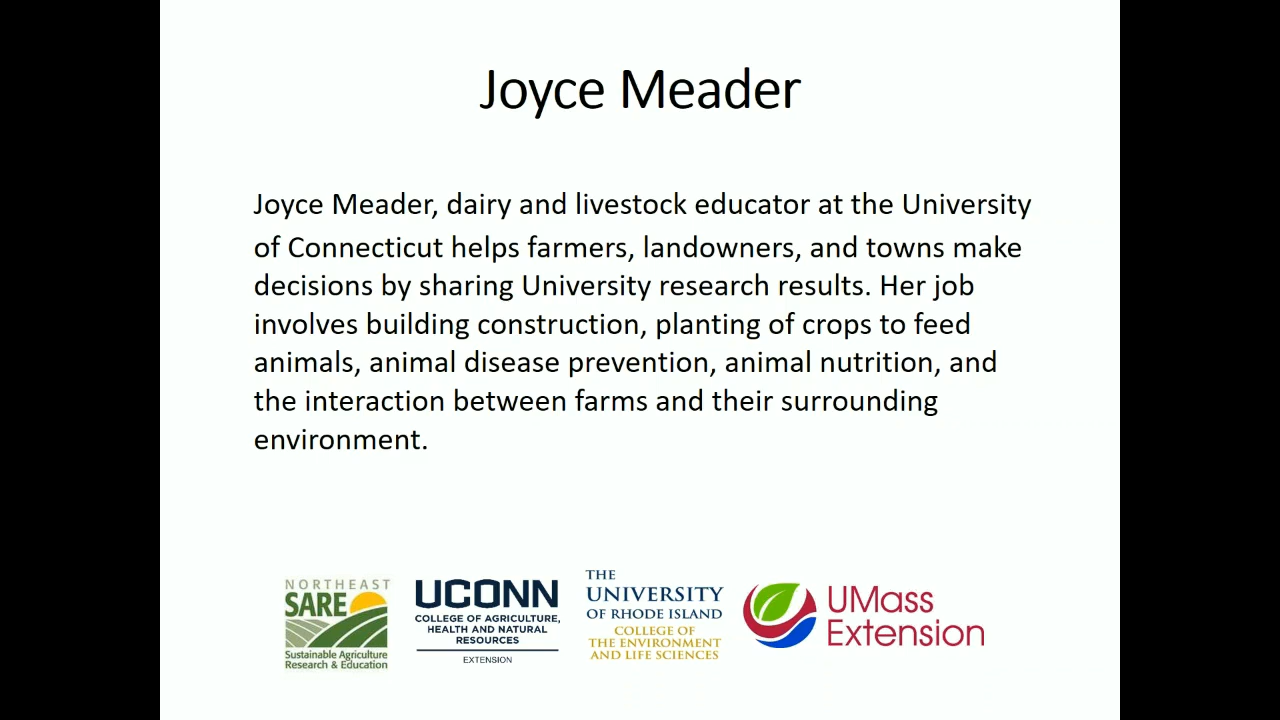 Joyce Meader
Joyce Meader, dairy and livestock educator at the University
of Connecticut helps farmers, landowners, and towns make
decisions by sharing University research results. Her job
involves building construction, planting of crops to feed
animals, animal disease prevention, animal nutrition, and
the interaction between farms and their surrounding
environment.
NORTHEAST
SARE
Sustainable Agriculture
Research & Education
UCONN
COLLEGE OF AGRICULTURE,
HEALTH AND NATURAL
RESOURCES
EXTENSION
THE
UNIVERSITY
OF RHODE ISLAND
COLLEGE OF
THE ENVIRONMENT
AND LIFE SCIENCES
UMass
Extension